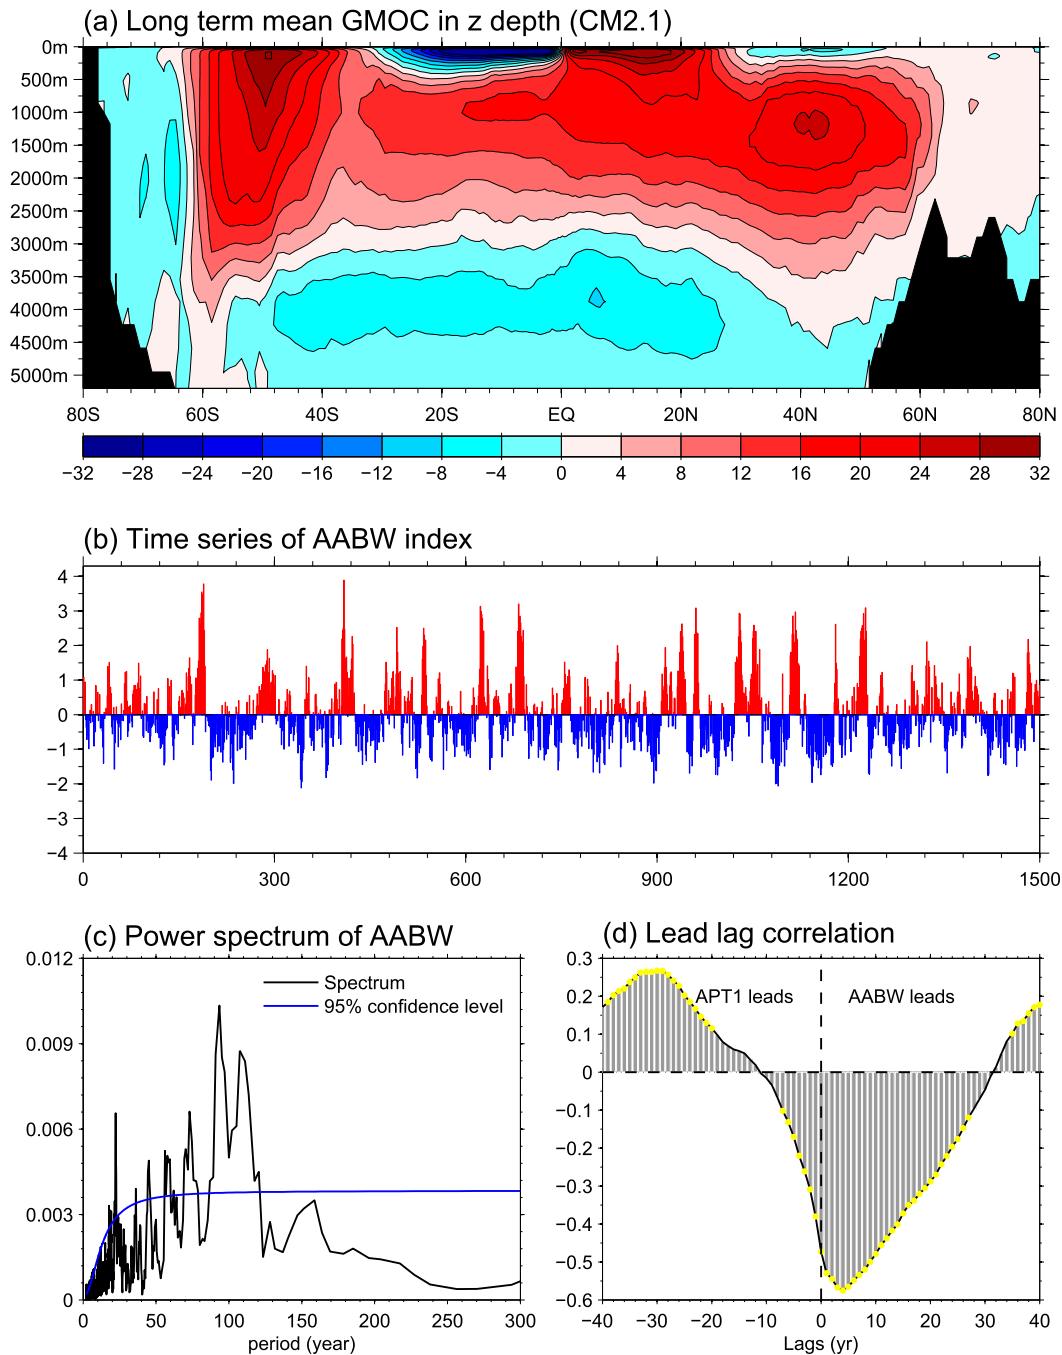 (a) Long term mean GMOC in z depth (CM2.1)
0m
500m
1000m
1500m
2000m
2500m
3000m
3500m
4000m
4500m
5000m
80S 60S 40S 20S EQ 20N 40N 60N 80N
−32 −28 −24 −20 −16 −12 −8 −4 0 4 8 12 16 20 24 28 32
(b) Time series of AABW index
4
3
2
1
0
−1
−2
−3
−4
0 300 600 900 1200 1500
(c) Power spectrum of AABW
0.012
0.009
0.006
0.003
0
Spectrum
95% confidence level
0 50 100 150 200 250 300
period (year)
(d) Lead lag correlation
0.3
0.2
0.1
0
−0.1
−0.2
−0.3
−0.4
−0.5
−0.6
APT1 leads
AABW leads
−40 −30 −20 −10 0 10 20 30 40
Lags (yr)